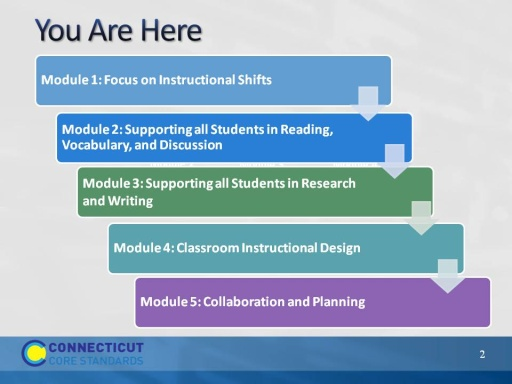 You Are Here
Module 1: Focus on Instructional Shifts
Module 2: Supporting all Students in Reading,
Vocabulary, and Discussion
Module 3: Supporting all Students in Research
and Writing
Module 4: Classroom Instructional Design
Module 5: Collaboration and Planning
CONNECTICUT
CORE STANDARDS
2